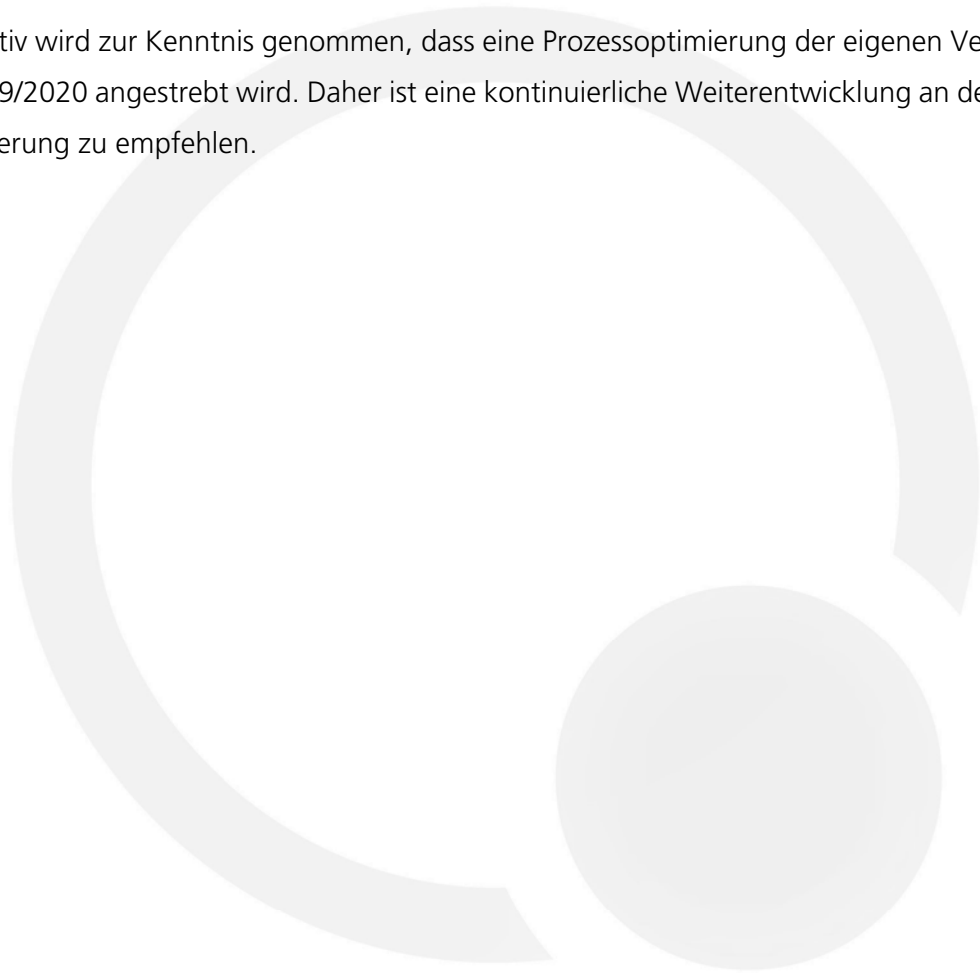 tiv wird zur Kenntnis genommen, dass eine Prozessoptimierung der eigenen Ve
9/2020 angestrebt wird. Daher ist eine kontinuierliche Weiterentwicklung an de
erung zu empfehlen.